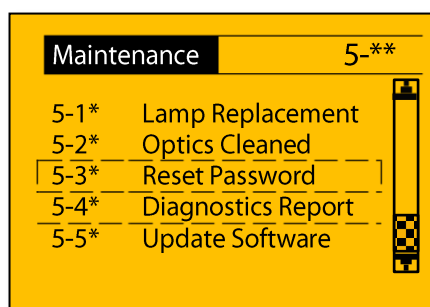 Maintenance 5-**
5-1* Lamp Replacement
5-2* Optics Cleaned
5-3* Reset Password
5-4* Diagnostics Report
5-5* Update Software